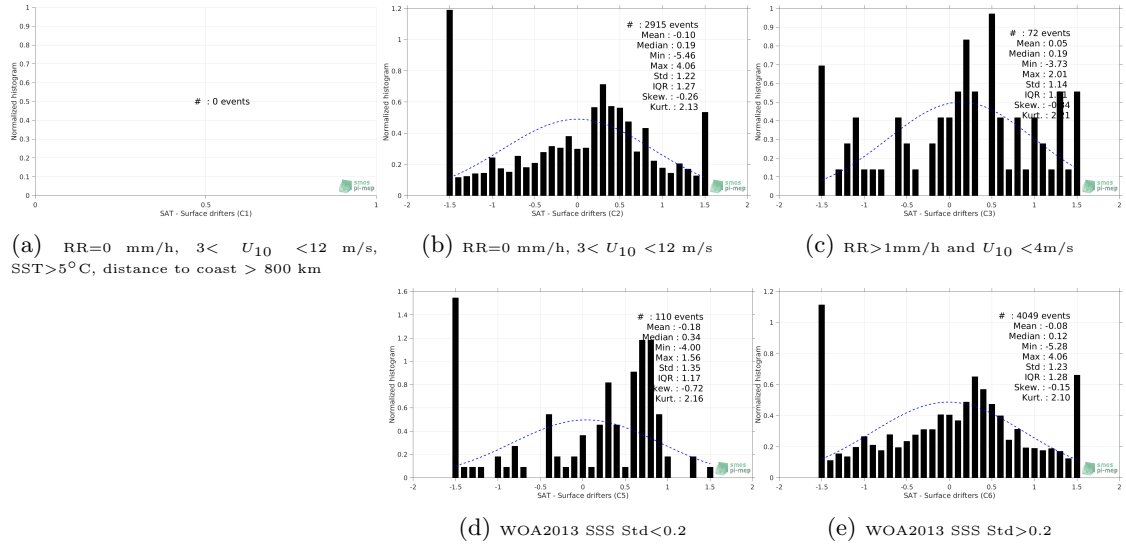 1
0.9
0.8
0.7
0.6
0.5
0.4
0.3
0.2
0.1
0
Normalized histogram
# : 0 events
smos
pi-mep
0 0.5 1
SAT - Surface drifters (C1)
(a) RR=0 mm/h, 3< U10 <12 m/s,
SST>5°C, distance to coast > 800 km
1.2
1
0.8
0.6
0.4
0.2
0
Normalized histogram
# : 2915 events
Mean : -0.10
Median : 0.19
Min : -5.46
Max : 4.06
Std : 1.22
IQR : 1.27
Skew. : -0.26
Kurt. : 2.13
smos
pi-mep
-2 -1.5 -1 -0.5 0 0.5 1 1.5 2
SAT - Surface drifters (C2)
(b) RR=0 mm/h, 3< U10 <12 m/s
1
0.9
0.8
0.7
0.6
0.5
0.4
0.3
0.2
0.1
0
Normalized histogram
# : 72 events
Mean : 0.05
Median : 0.19
Min : -3.73
Max : 2.01
Std : 1.14
IQR :
Skew. :
Kurt. :
smos
pi-mep
-2 -1.5 -1 -0.5 0 0.5 1 1.5 2
SAT - Surface drifters (C3)
(c) RR>1mm/h and U10 <4m/s
1.6
1.4
1.2
1
0.8
0.6
0.4
0.2
0
Normalized histogram
# : 110 events
Mean : -0.18
Median : 0.34
Min : -4.00
Max : 1.56
Std : 1.35
IQR : 1.17
Skew. : -0.72
Kurt. : 2.16
smos
pi-mep
-2 -1.5 -1 -0.5 0 0.5 1 1.5 2
SAT - Surface drifters (C5)
(d) WOA2013 SSS Std<0.2
1.2
1
0.8
0.6
0.4
0.2
0
Normalized histogram
# : 4049 events
Mean : -0.08
Median : 0.12
Min : -5.28
Max : 4.06
Std : 1.23
IQR : 1.28
Skew. : -0.15
Kurt. : 2.10
smos
pi-mep
-2 -1.5 -1 -0.5 0 0.5 1 1.5 2
SAT - Surface drifters (C6)
(e) WOA2013 SSS Std>0.2